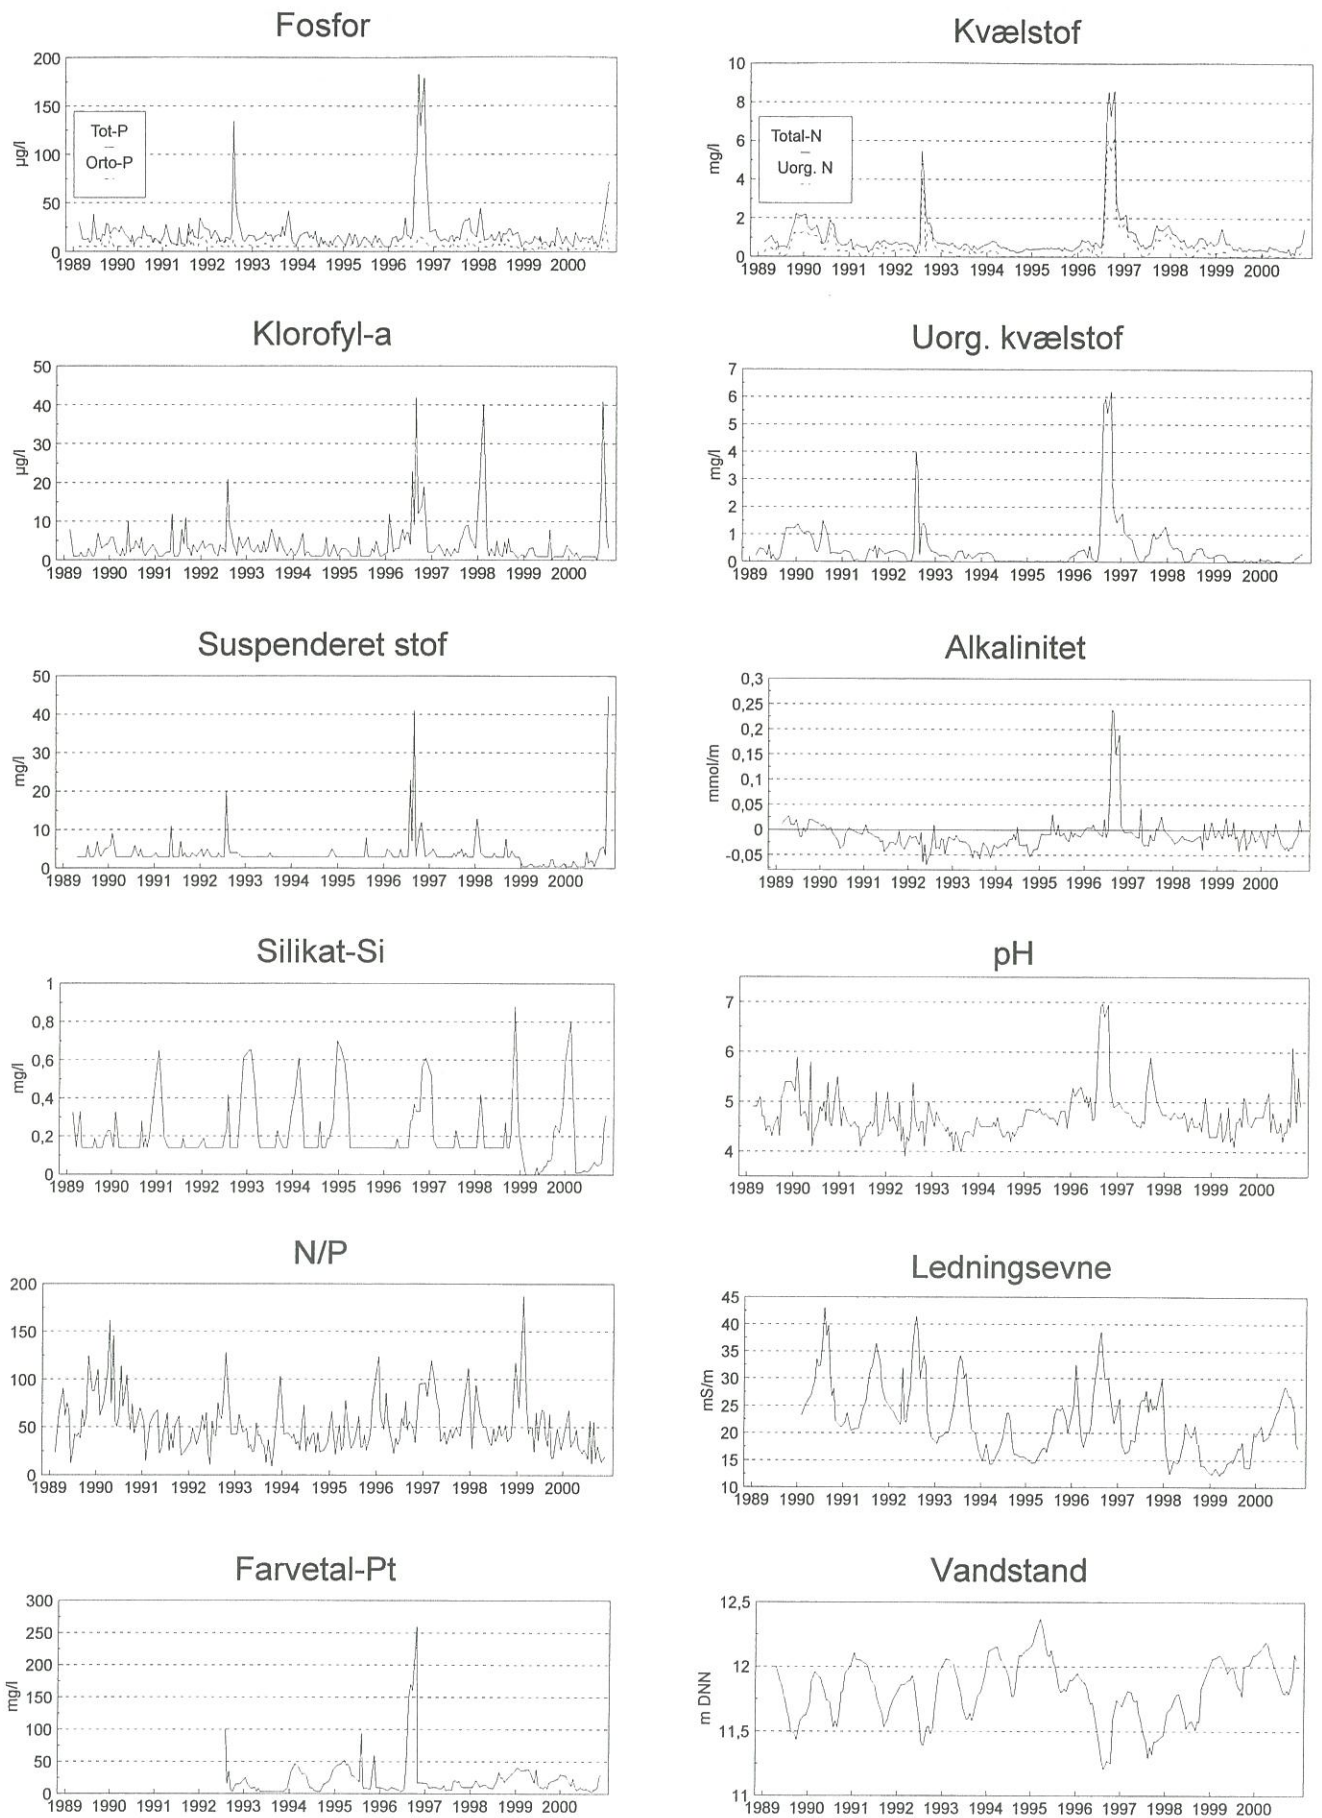 Fosfor
200
150
100
50
0
µg/l
Tot-P
Orto-P
1989 1990 1991 1992 1993 1994 1995 1996 1997 1998 1999 2000
Kvælstof
10
8
6
4
2
0
mg/l
Total-N
Uorg. N
1989 1990 1991 1992 1993 1994 1995 1996 1997 1998 1999 2000
Klorofyl-a
50
40
30
20
10
0
µg/l
1989 1990 1991 1992 1993 1994 1995 1996 1997 1998 1999 2000
Uorg. kvælstof
7
6
5
4
3
2
1
0
mg/l
1989 1990 1991 1992 1993 1994 1995 1996 1997 1998 1999 2000
Suspenderet stof
50
40
30
20
10
0
mg/l
1989 1990 1991 1992 1993 1994 1995 1996 1997 1998 1999 2000
Alkalinitet
0,3
0,25
0,2
0,15
0,1
0,05
0
-0,05
mmol/m
1989 1990 1991 1992 1993 1994 1995 1996 1997 1998 1999 2000
Silikat-Si
1
0,8
0,6
0,4
0,2
0
mg/l
1989 1990 1991 1992 1993 1994 1995 1996 1997 1998 1999 2000
pH
7
6
5
4
1989 1990 1991 1992 1993 1994 1995 1996 1997 1998 1999 2000
N/P
200
150
100
50
0
1989 1990 1991 1992 1993 1994 1995 1996 1997 1998 1999 2000
Ledningsevne
45
40
35
30
25
20
15
10
mS/m
1989 1990 1991 1992 1993 1994 1995 1996 1997 1998 1999 2000
Farvetal-Pt
300
250
200
150
100
50
0
mg/l
1989 1990 1991 1992 1993 1994 1995 1996 1997 1998 1999 2000
Vandstand
12,5
12
11,5
11
m DNN
1989 1990 1991 1992 1993 1994 1995 1996 1997 1998 1999 2000